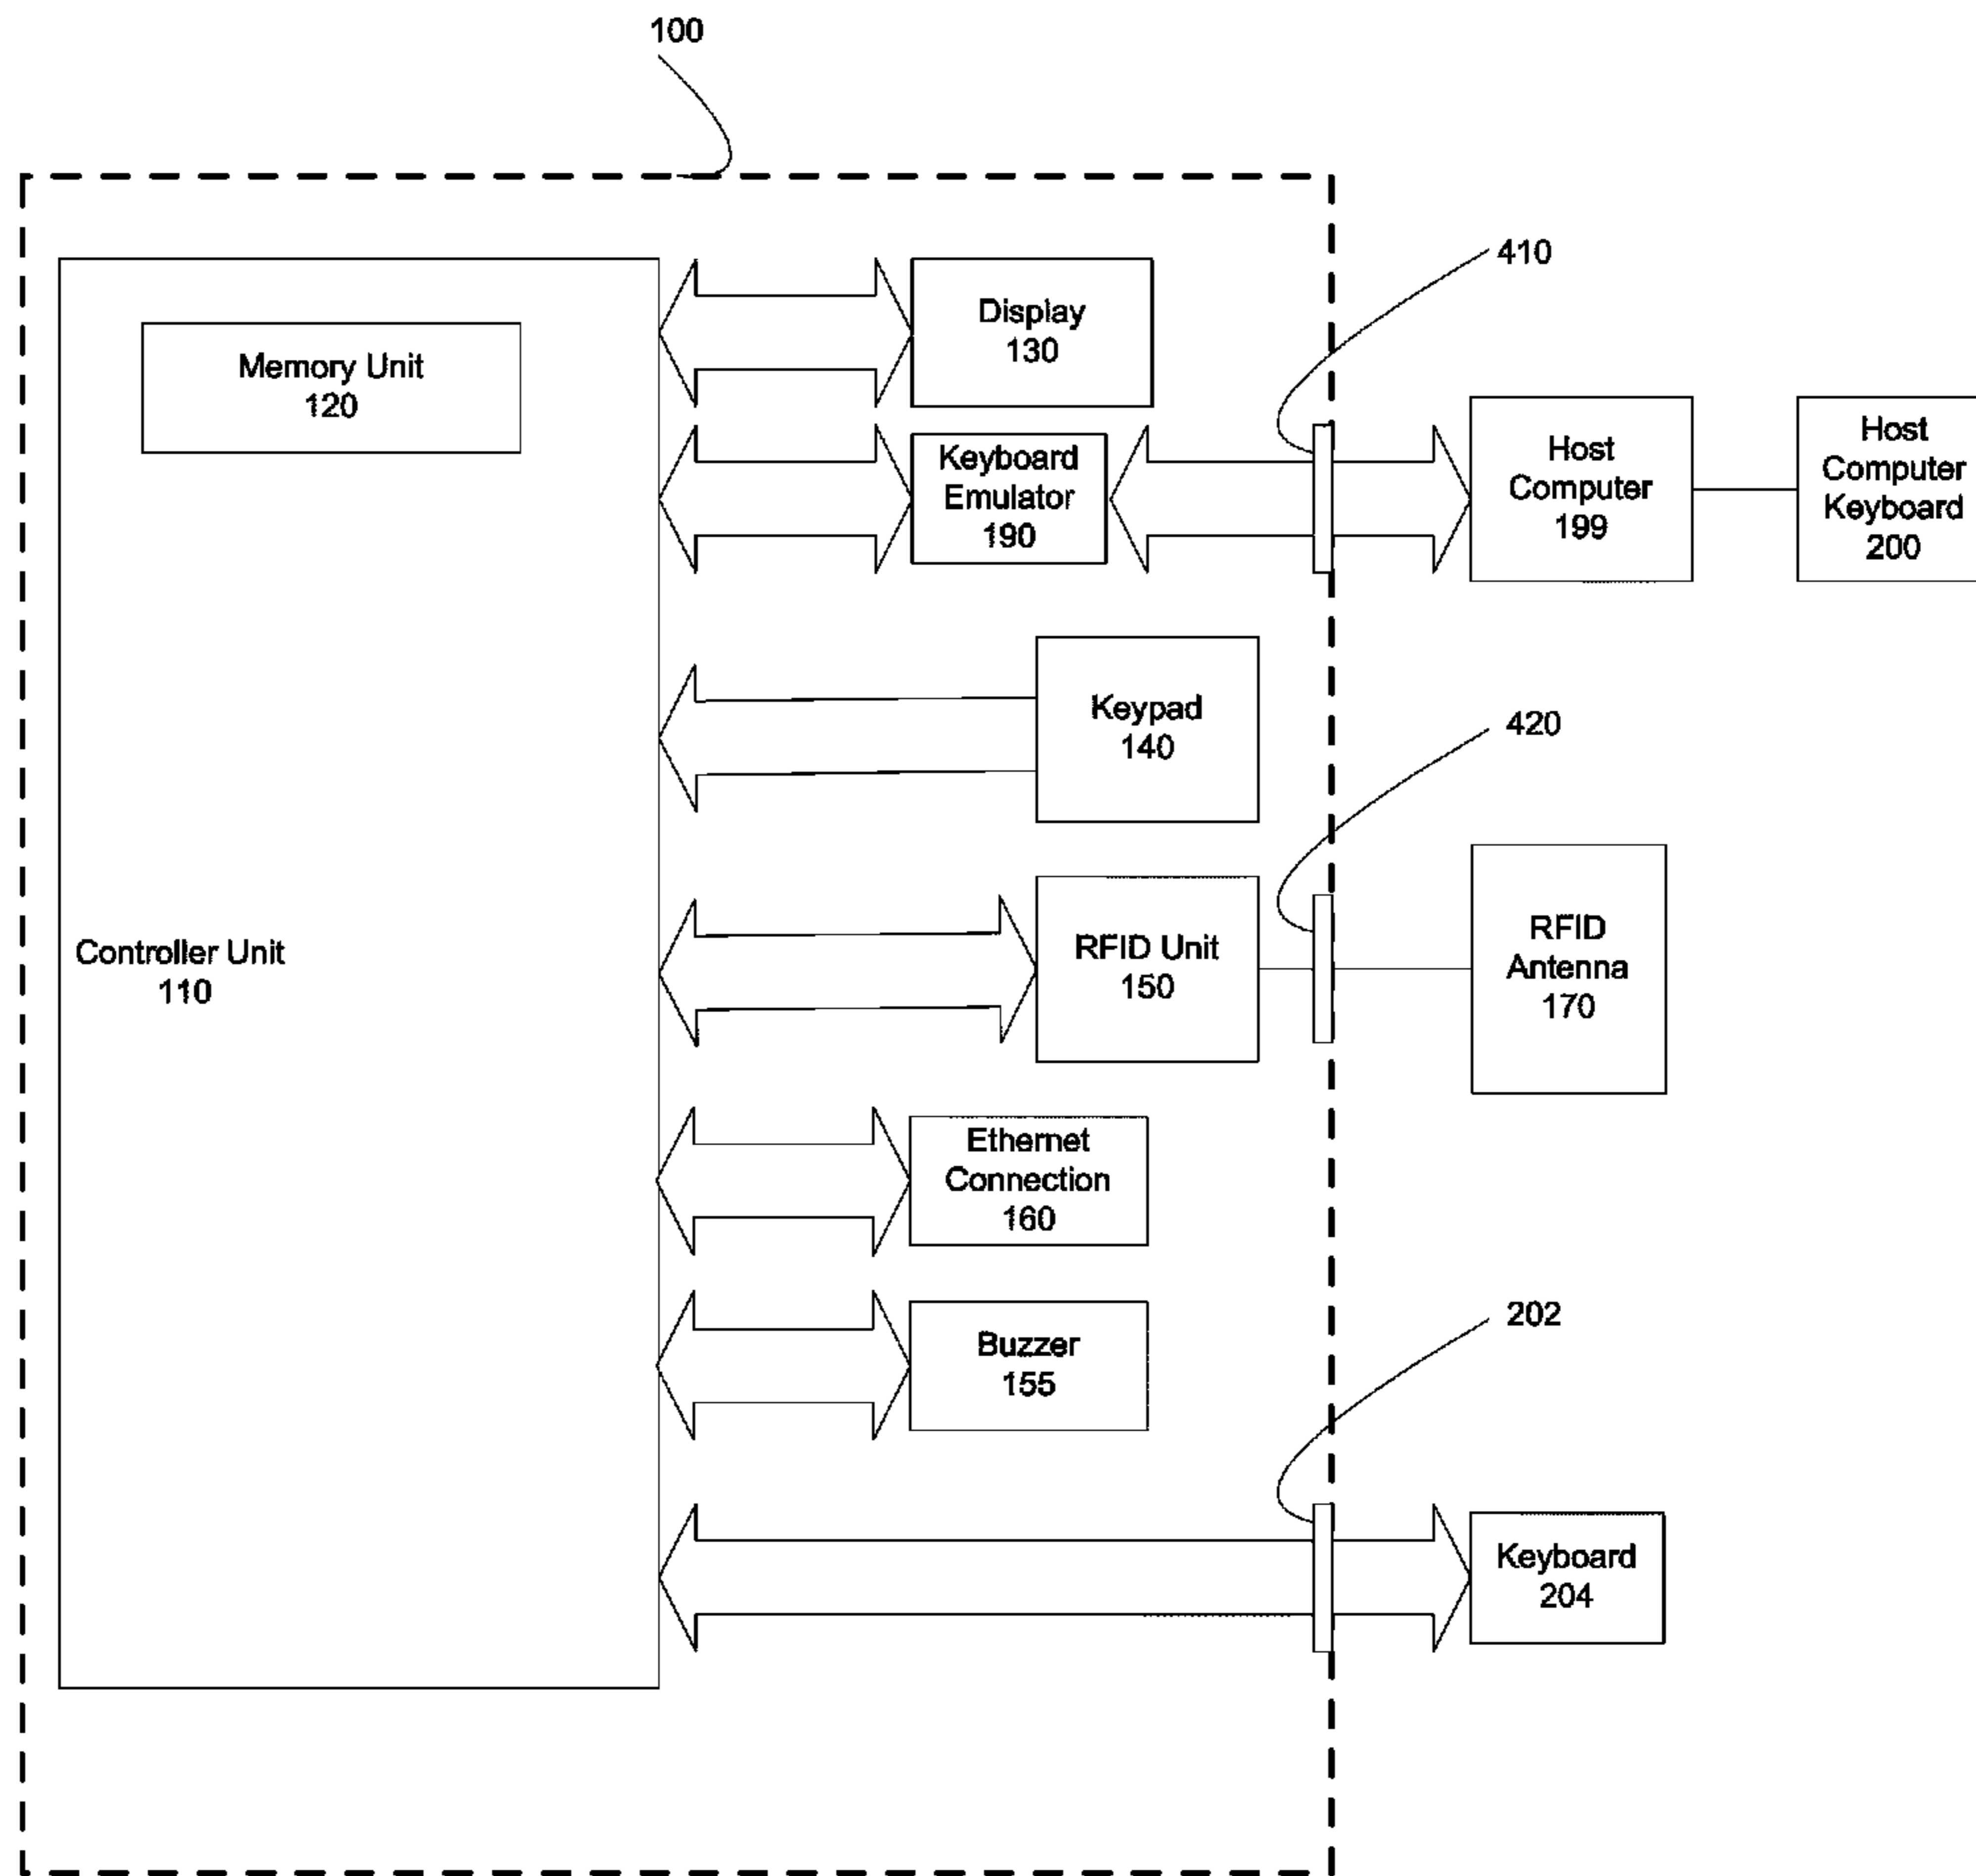 100
410
Display
130
Memory Unit
120
Keyboard
Emulator
190
Host
Computer
199
Host
Computer
Keyboard
200
Keypad
140
420
Controller Unit
110
RFID Unit
150
RFID
Antenna
170
Ethernet
Connection
160
202
Buzzer
155
Keyboard
204